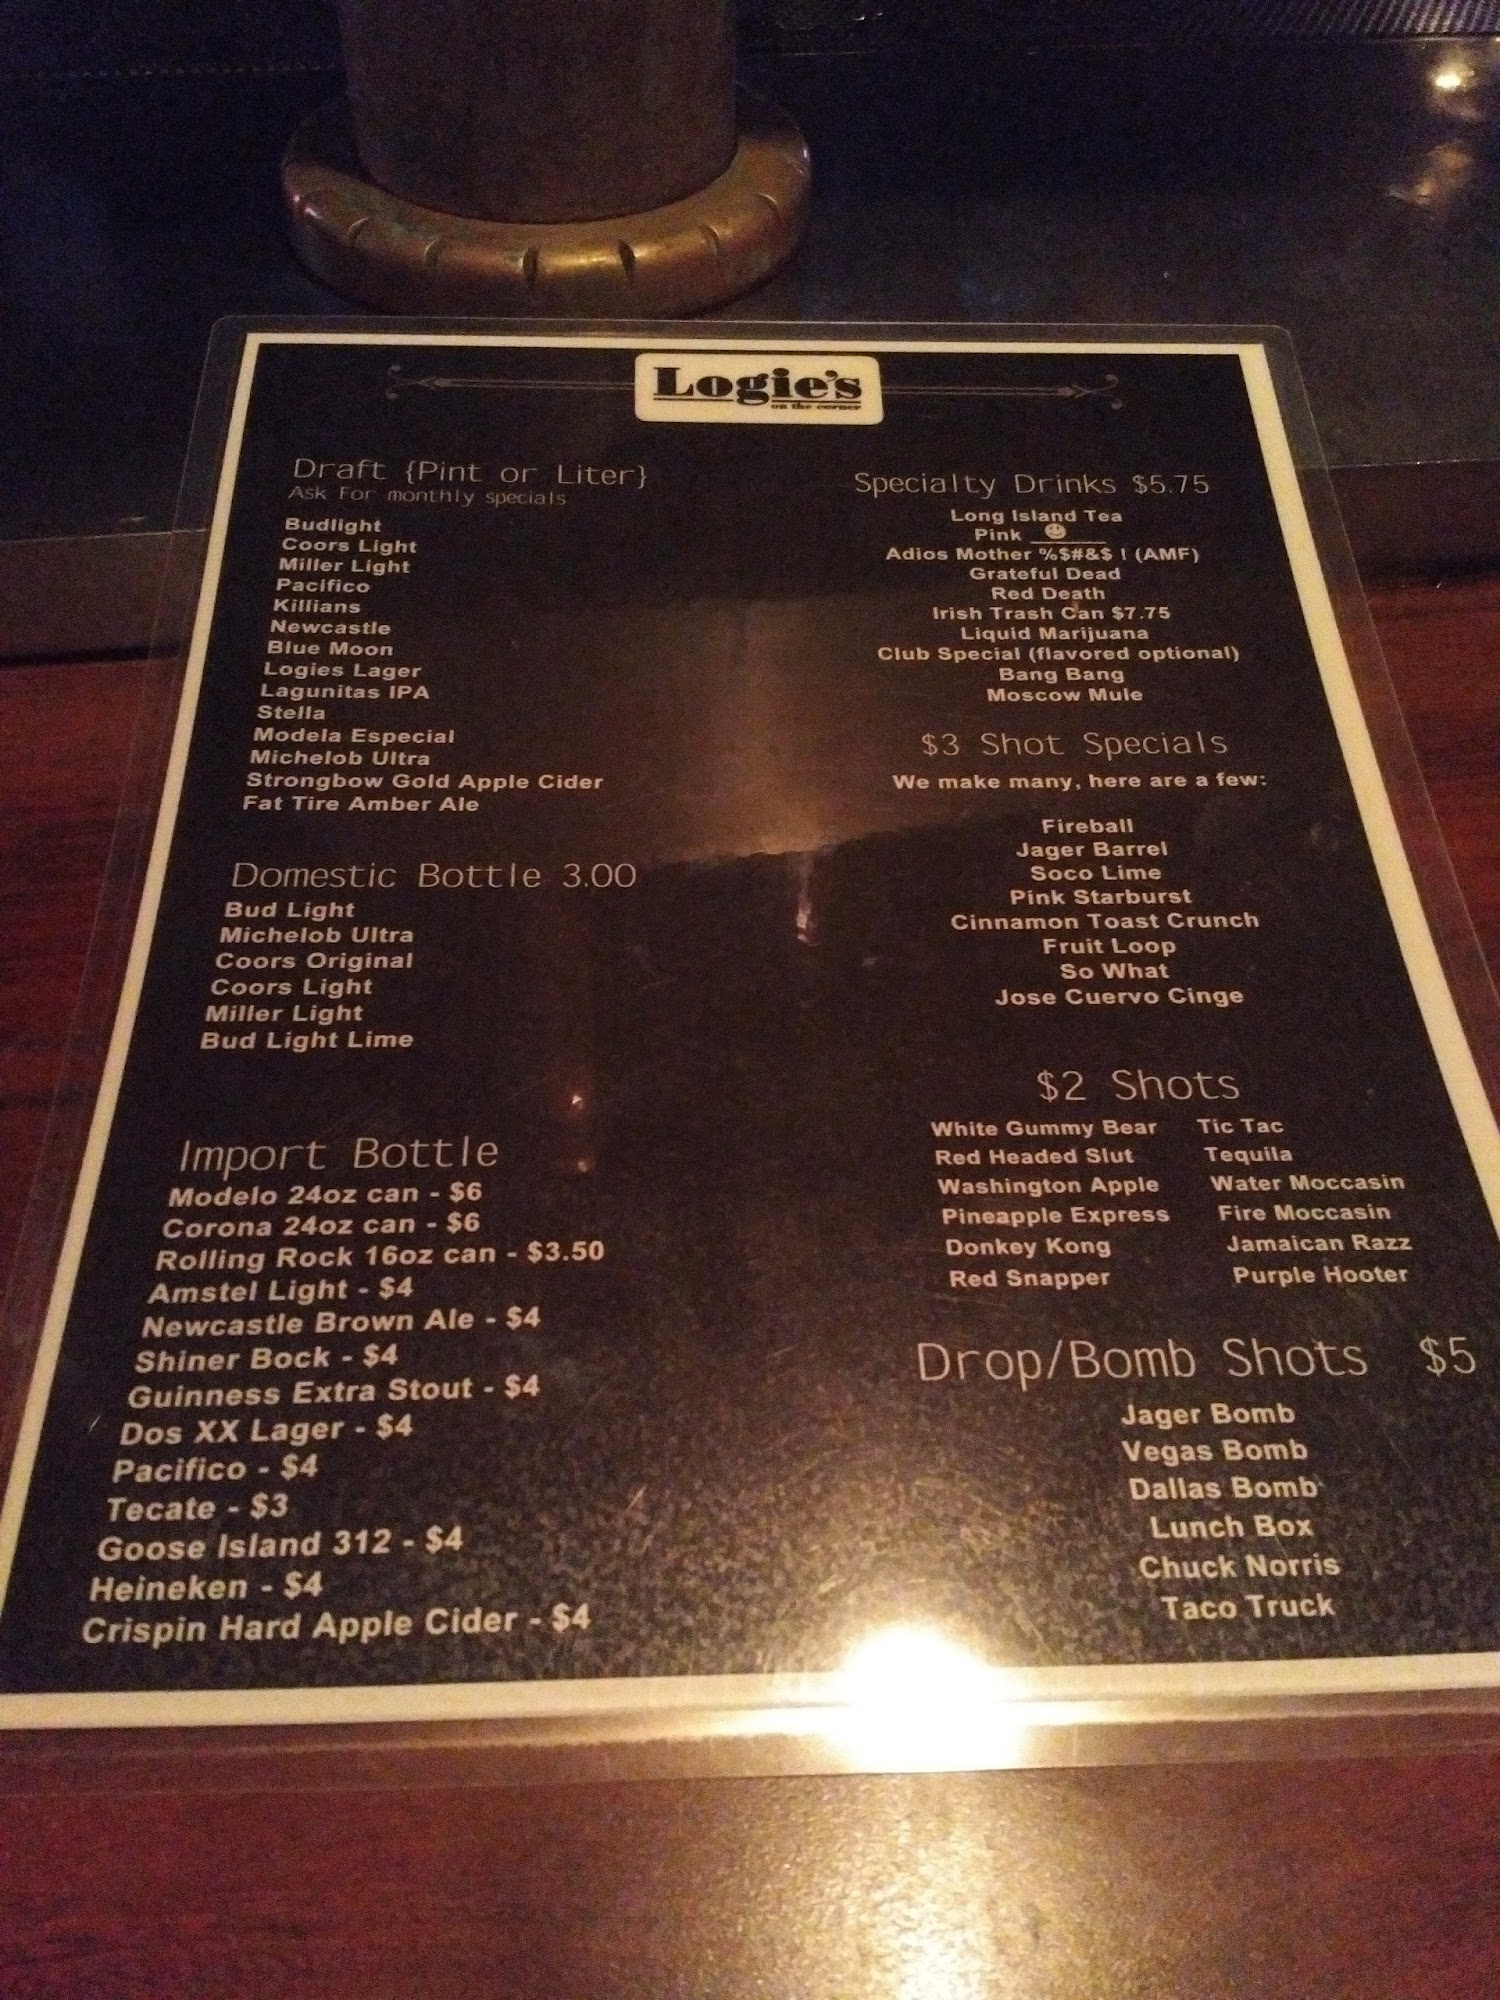 Logie's
on the corner
Draft {Pint or Liter}
Ask For monthly specials
Budlight
Coors Light
Miller Light
Pacifico
Killians
Newcastle
Blue Moon
Logies Lager
Lagunitas IPA
Stella
Modela Especial
Michelob Ultra
Strongbow Gold Apple Cider
Fat Tire Amber Ale
Domestic Bottle 3.00
Bud Light
Michelob Ultra
Coors Original
Coors Light
Miller Light
Bud Light Lime
Import Bottle
Modelo 24oz can - $6
Corona 24oz can - $6
Rolling Rock 16oz can - $3.50
Amstel Light - $4
Newcastle Brown Ale - $4
Shiner Bock - $4
Guinness Extra Stout - $4
Dos XX Lager - $4
Pacifico - $4
Tecate - $3
Goose Island 312 - $4
Heineken - $4
Crispin Hard Apple Cider - $4
Specialty Drinks $5.75
Long Island Tea
Pink __☻___
Adios Mother %$#&$ ! (AMF)
Grateful Dead
Red Death
Irish Trash Can $7.75
Liquid Marijuana
Club Special (flavored optional)
Bang Bang
Moscow Mule
$3 Shot Specials
We make many, here are a few:
Fireball
Jager Barrel
Soco Lime
Pink Starburst
Cinnamon Toast Crunch
Fruit Loop
So What
Jose Cuervo Cinge
$2 Shots
White Gummy Bear Tic Tac
Red Headed Slut Tequila
Washington Apple Water Moccasin
Pineapple Express Fire Moccasin
Donkey Kong Jamaican Razz
Red Snapper Purple Hooter
Drop/Bomb Shots $5
Jager Bomb
Vegas Bomb
Dallas Bomb
Lunch Box
Chuck Norris
Taco Truck